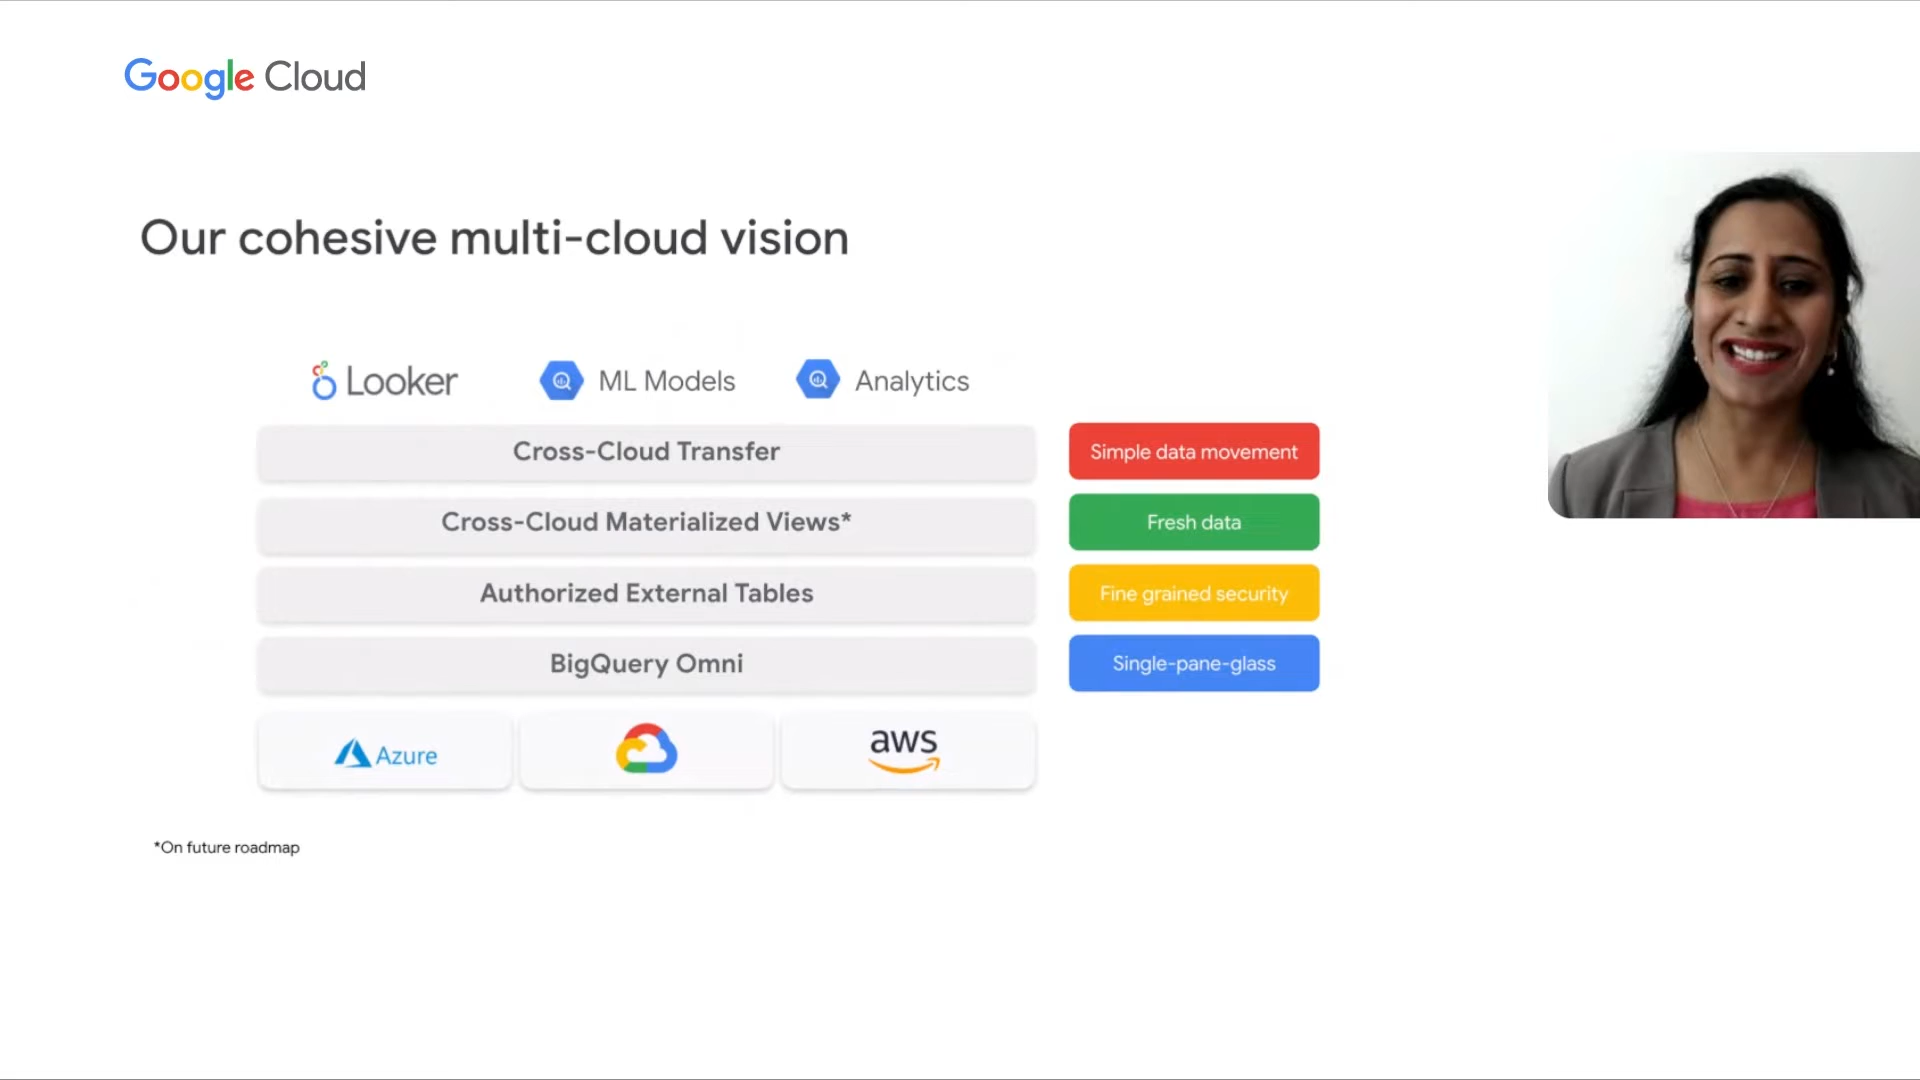 Google Cloud
Our cohesive multi-cloud vision
Looker ML Models Analytics
Cross-Cloud Transfer Simple data movement
Cross-Cloud Materialized Views* Fresh data
Authorized External Tables Fine grained security
BigQuery Omni Single-pane-glass
Azure aws
*On future roadmap